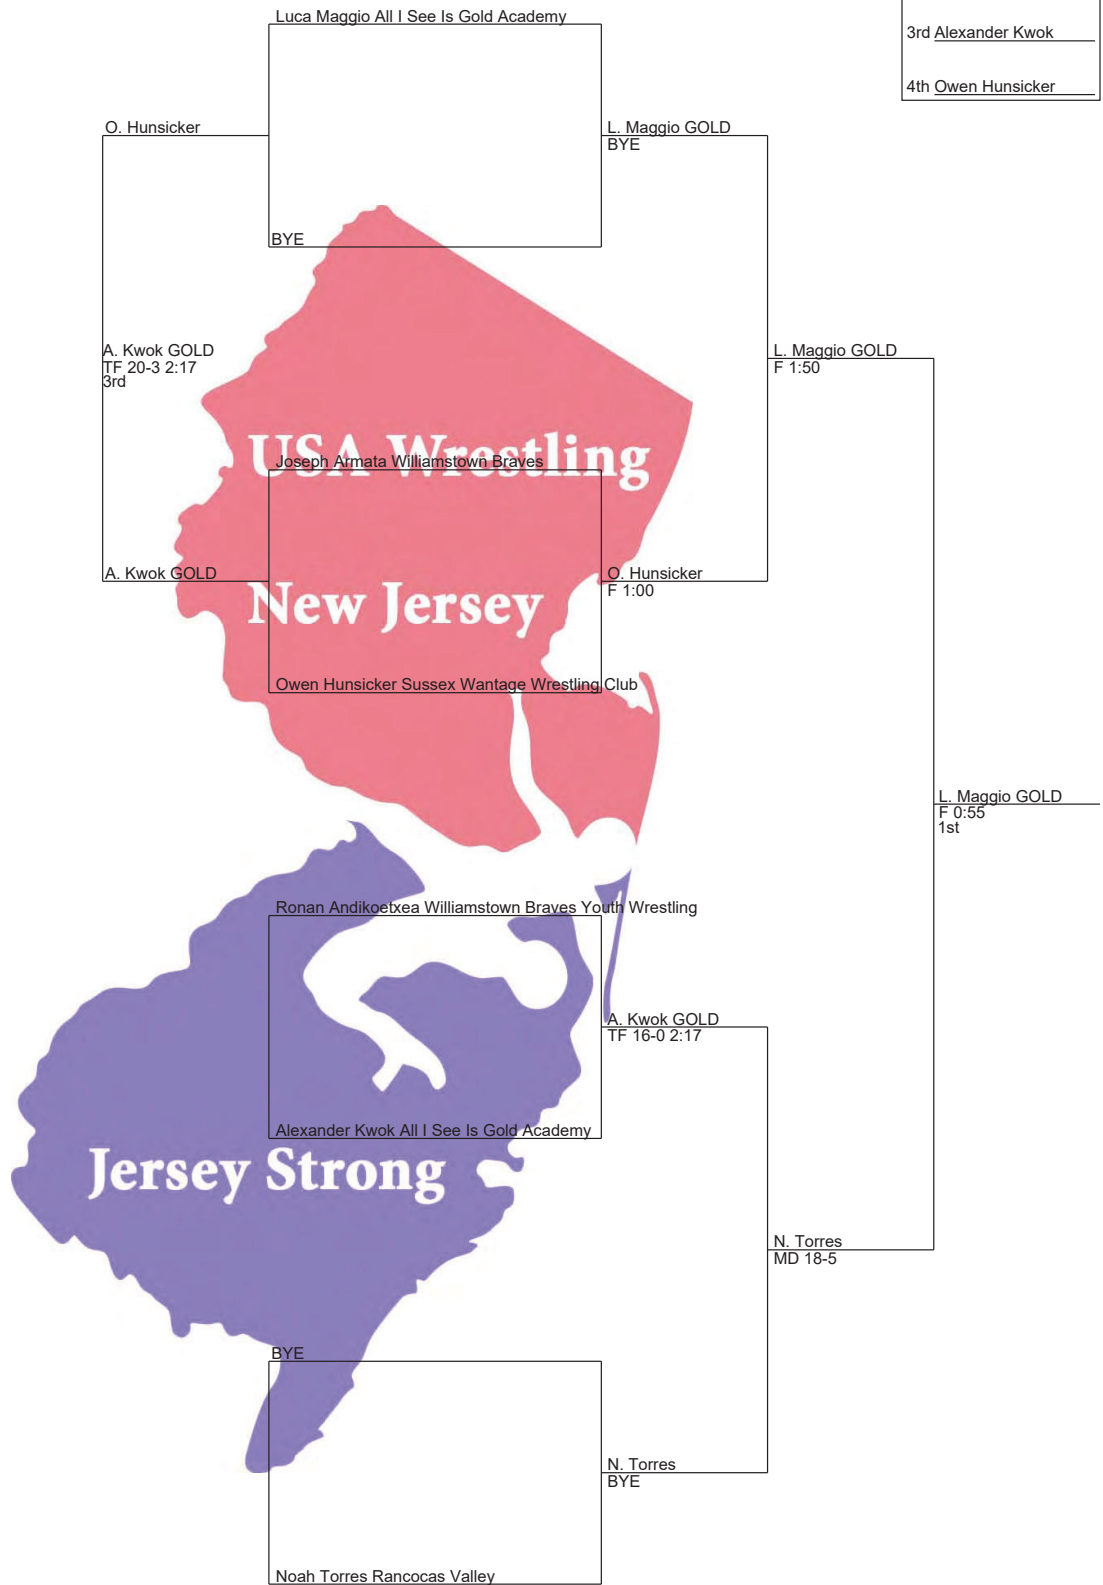 Luca Maggio All I See Is Gold Academy
3rd Alexander Kwok
4th Owen Hunsicker
O. Hunsicker
L. Maggio GOLD
BYE
BYE
A. Kwok GOLD
TF 20-3 2:17
3rd
L. Maggio GOLD
F 1:50
USA Wrestling
Joseph Armata Williamstown Braves
A. Kwok GOLD
O. Hunsicker
F 1:00
New Jersey
Owen Hunsicker Sussex Wantage Wrestling Club
L. Maggio GOLD
F 0:55
1st
Ronan Andikoetxea Williamstown Braves Youth Wrestling
A. Kwok GOLD
TF 16-0 2:17
Alexander Kwok All I See Is Gold Academy
Jersey Strong
N. Torres
MD 18-5
BYE
N. Torres
BYE
Noah Torres Rancocas Valley